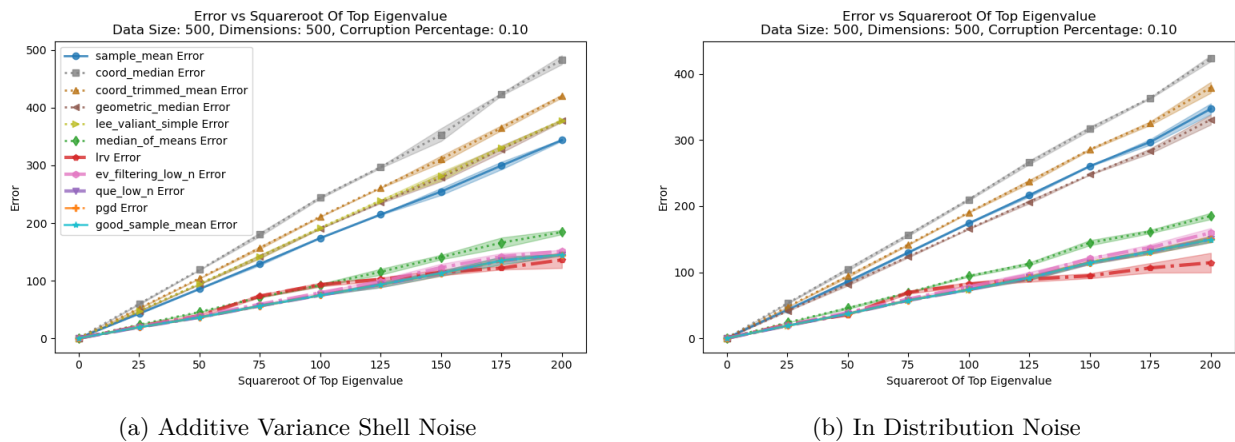 Error vs Squareroot Of Top Eigenvalue
Data Size: 500, Dimensions: 500, Corruption Percentage: 0.10
500
400
300
200
100
0
Error
sample_mean Error
coord_median Error
coord_trimmed_mean Error
geometric_median Error
lee_valiant_simple Error
median_of_means Error
lrv Error
ev_filtering_low_n Error
que_low_n Error
pgd Error
good_sample_mean Error
0 25 50 75 100 125 150 175 200
Squareroot Of Top Eigenvalue
(a) Additive Variance Shell Noise
Error vs Squareroot Of Top Eigenvalue
Data Size: 500, Dimensions: 500, Corruption Percentage: 0.10
400
300
200
100
0
Error
0 25 50 75 100 125 150 175 200
Squareroot Of Top Eigenvalue
(b) In Distribution Noise